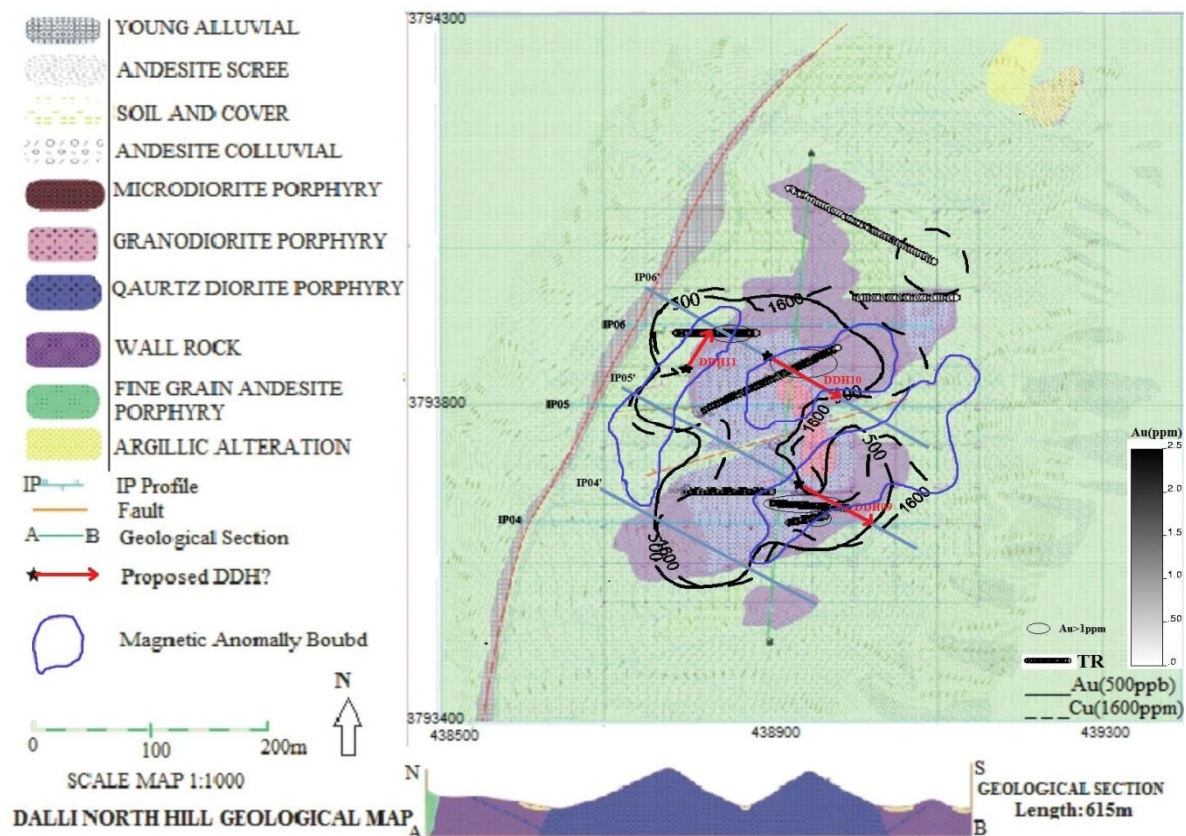 YOUNG ALLUVIAL
ANDESITE SCREE
SOIL AND COVER
ANDESITE COLLUVIAL
MICRODIORITE PORPHYRY
GRANODIORITE PORPHYRY
QAURTZ DIORITE PORPHYRY
WALL ROCK
FINE GRAIN ANDESITE
PORPHYRY
ARGILLIC ALTERATION
IP IP Profile
Fault
A B Geological Section
Proposed DDH?
Magnetic Anomally Boubd
N
0 100 200m
SCALE MAP 1:1000
DALLI NORTH HILL GEOLOGICAL MAP
3794300
3793800
3793400
438500
438900
439300
IP06'
IP06
IP05'
IP05
IP04'
IP04
500
1600
DDH11
DDH10
500
1600
500
1600
DDH09
500
1600
Au(ppm)
2.5
2.0
1.5
1.0
.50
.0
Au>1ppm
TR
Au(500ppb)
Cu(1600ppm)
N
S
A
B
GEOLOGICAL SECTION
Length: 615m